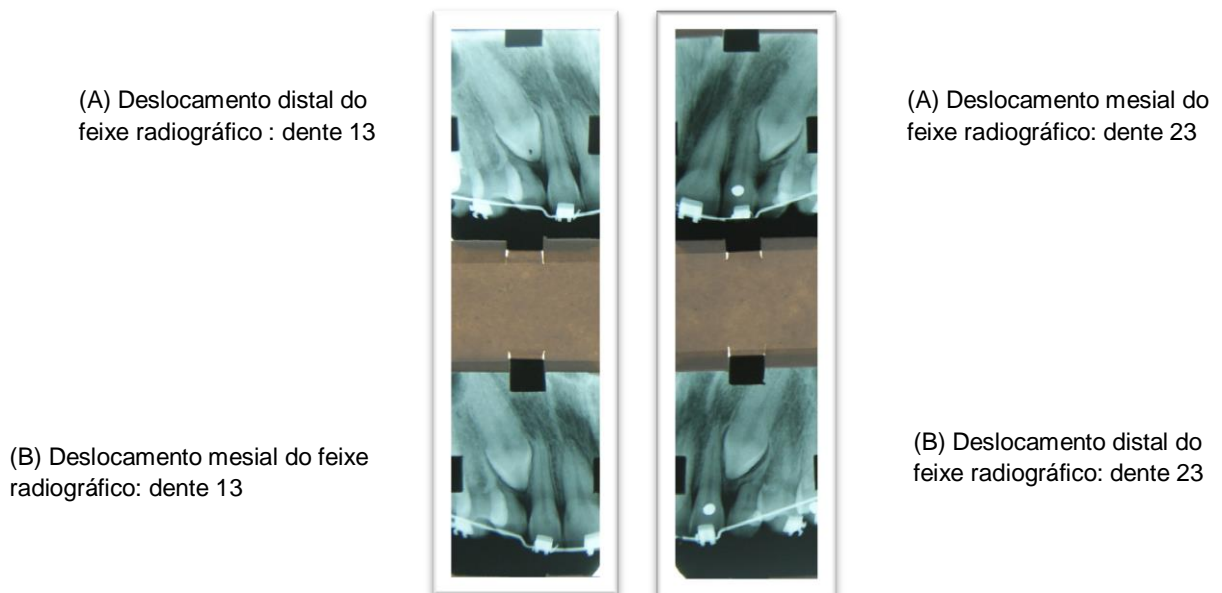 (A) Deslocamento distal do
feixe radiográfico : dente 13
(A) Deslocamento mesial do
feixe radiográfico: dente 23
(B) Deslocamento mesial do feixe
radiográfico: dente 13
(B) Deslocamento distal do
feixe radiográfico: dente 23